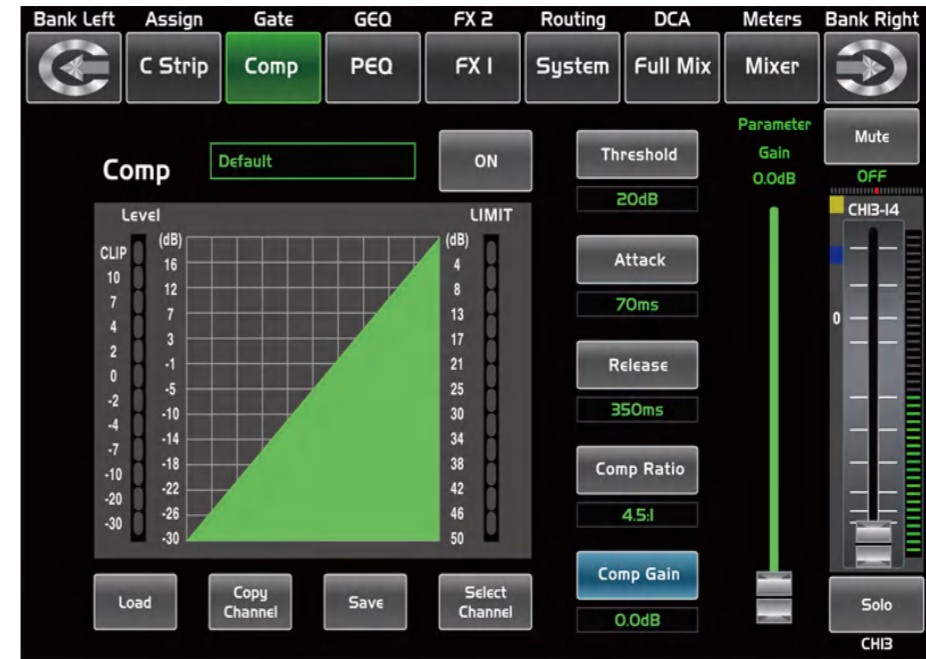 Bank Left Assign Gate GEQ FX 2 Routing DCA Meters Bank Right
C Strip Comp PEQ FX 1 System Full Mix Mixer
Parameter
Gain
0.0dB
Mute
OFF
Comp
Default
ON
Threshold
20dB
Level
LIMIT
CH13-14
(dB)
(dB)
CLIP
16
4
10
12
8
7
7
13
4
3
17
2
-1
21
0
-5
25
-2
-10
30
-4
-14
34
-7
-18
38
-10
-22
42
-20
-26
46
-30
-30
50
Attack
70ms
0
Release
350ms
Comp Ratio
4.5:1
Comp Gain
0.0dB
Load
Copy
Channel
Save
Select
Channel
Solo
CH13